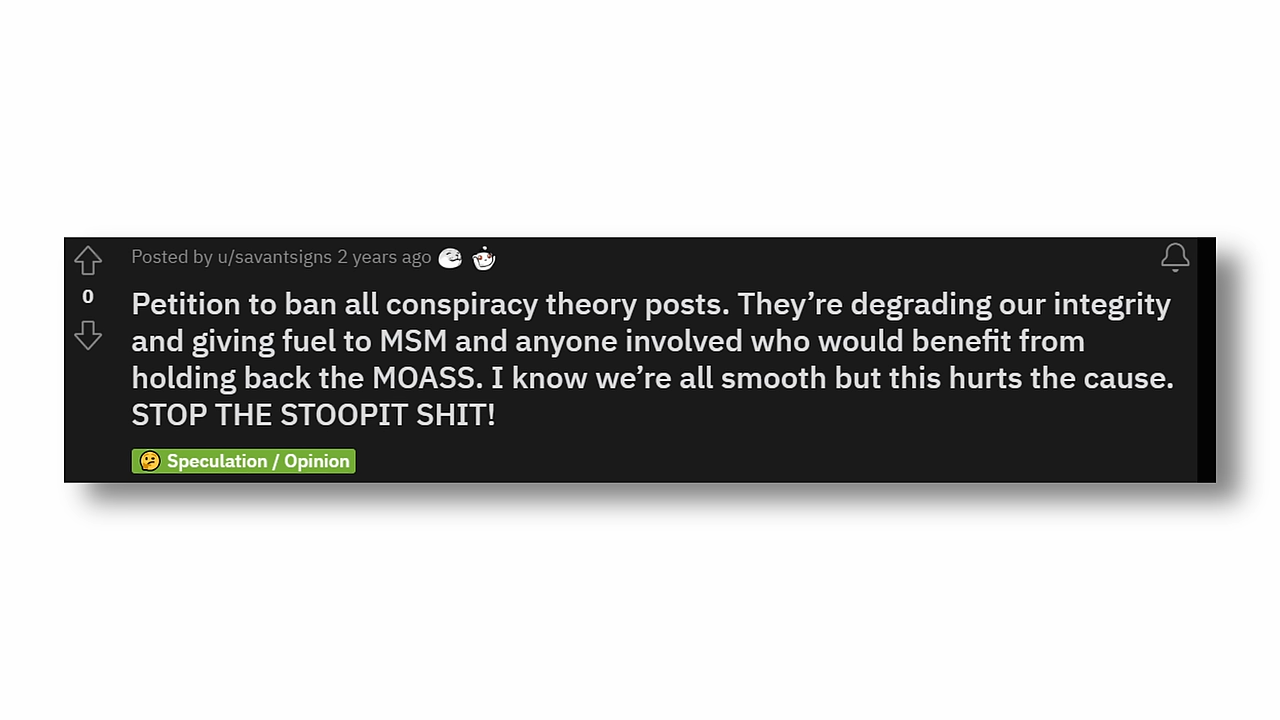 Posted by u/savantsigns 2 years ago
0
Petition to ban all conspiracy theory posts. They’re degrading our integrity
and giving fuel to MSM and anyone involved who would benefit from
holding back the MOASS. I know we’re all smooth but this hurts the cause.
STOP THE STOOPIT SHIT!
🤔 Speculation / Opinion